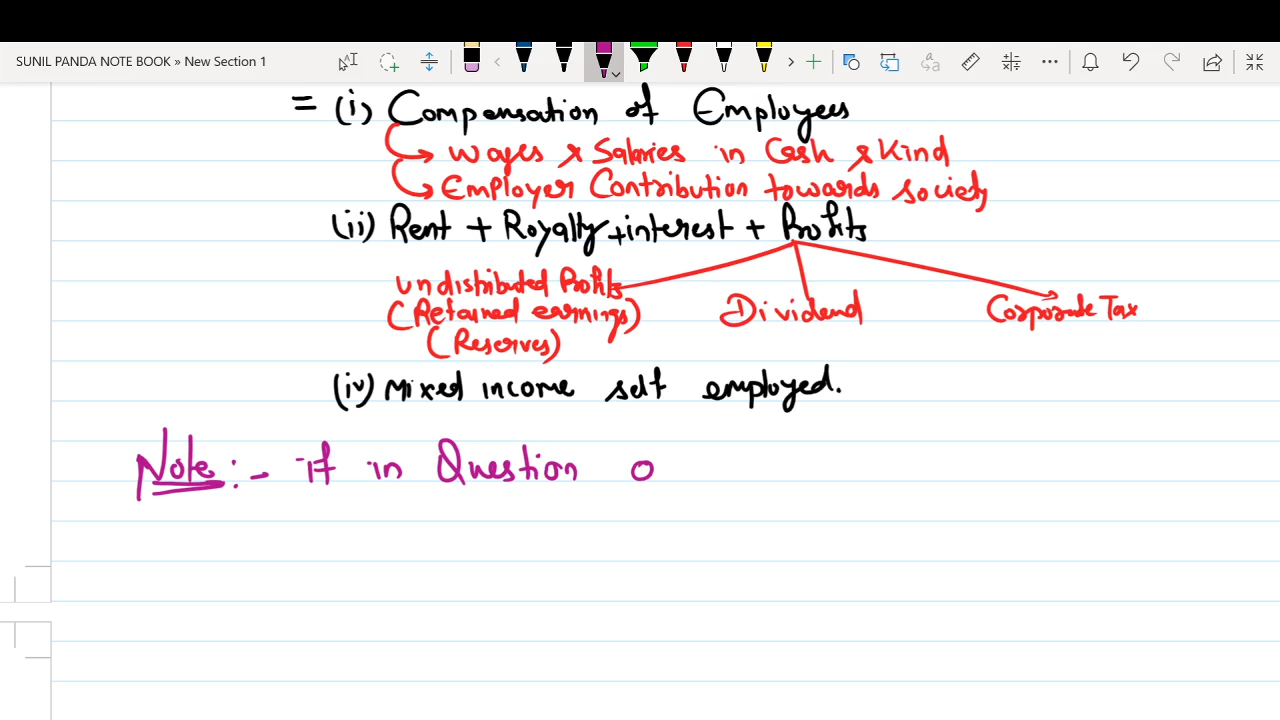 SUNIL PANDA NOTE BOOK » New Section 1
= (i) Compensation of Employees
Wages & Salaries in Cash & Kind
Employer Contribution towards society
(ii) Rent + Royalty + interest + Profits
undistributed Profits
(Retained earnings)
(Reserves)
Dividend
Corporate Tax
(iv) Mixed income self employed.
Note:- if in Question o